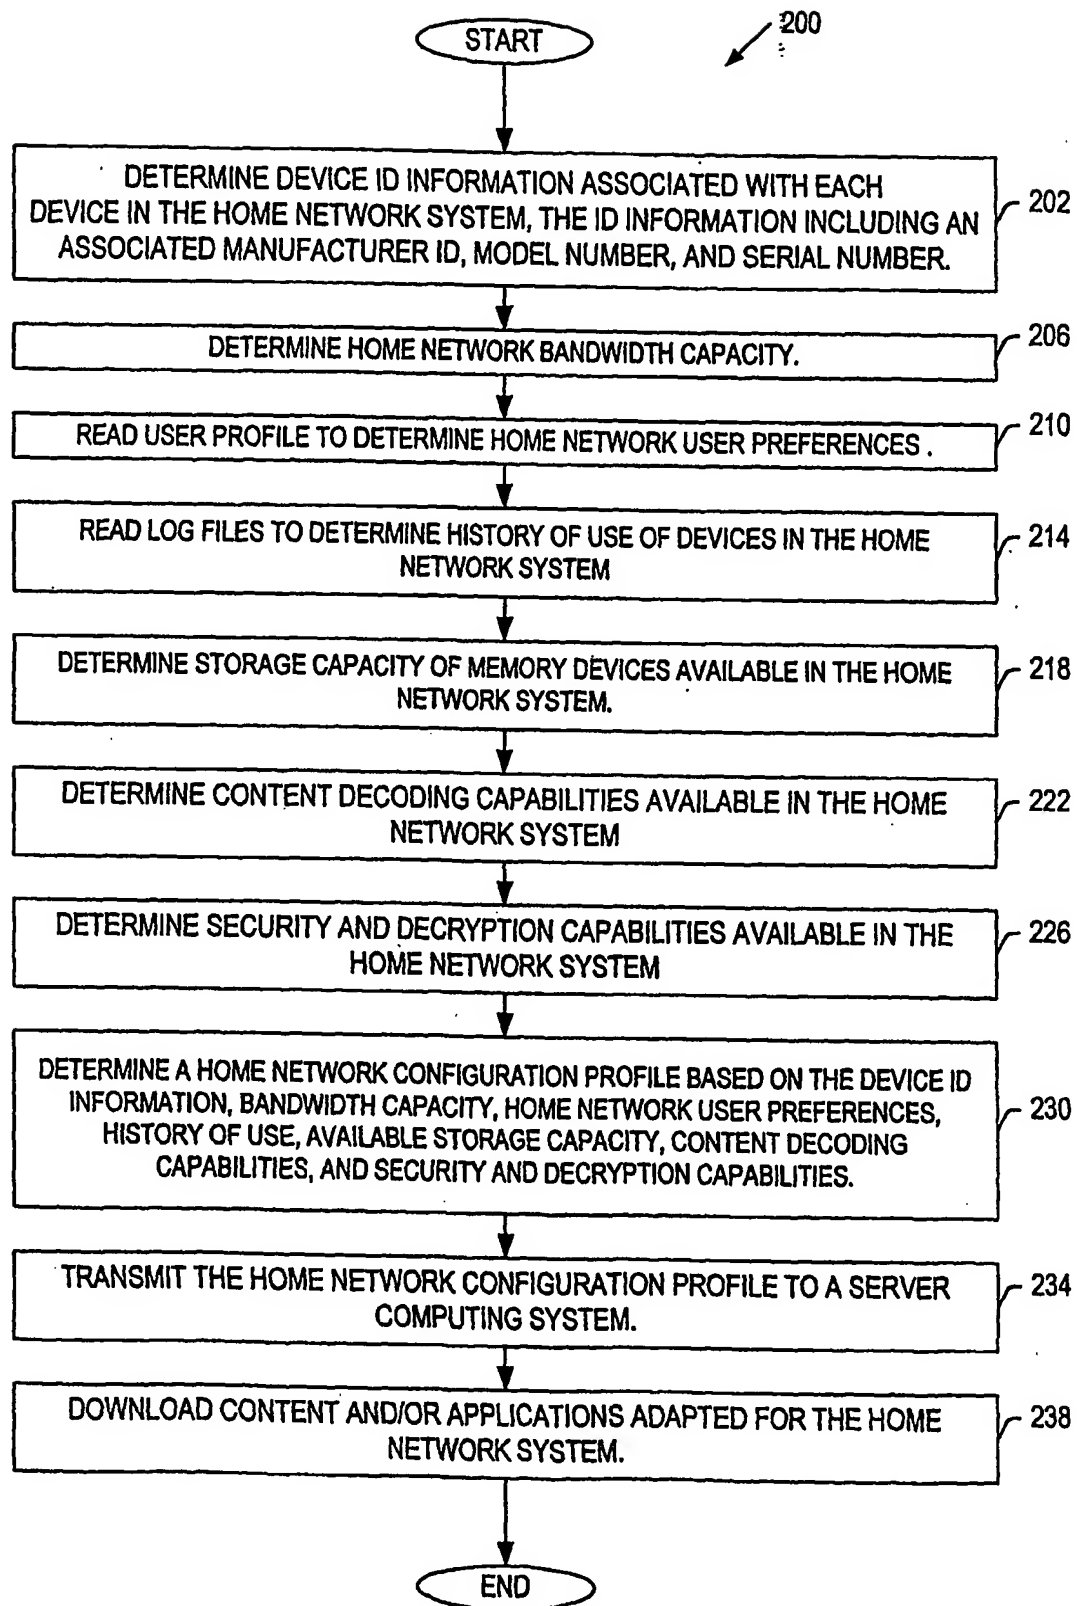 START
200
DETERMINE DEVICE ID INFORMATION ASSOCIATED WITH EACH
DEVICE IN THE HOME NETWORK SYSTEM, THE ID INFORMATION INCLUDING AN
ASSOCIATED MANUFACTURER ID, MODEL NUMBER, AND SERIAL NUMBER.
202
DETERMINE HOME NETWORK BANDWIDTH CAPACITY.
206
READ USER PROFILE TO DETERMINE HOME NETWORK USER PREFERENCES .
210
READ LOG FILES TO DETERMINE HISTORY OF USE OF DEVICES IN THE HOME
NETWORK SYSTEM
214
DETERMINE STORAGE CAPACITY OF MEMORY DEVICES AVAILABLE IN THE HOME
NETWORK SYSTEM.
218
DETERMINE CONTENT DECODING CAPABILITIES AVAILABLE IN THE HOME
NETWORK SYSTEM
222
DETERMINE SECURITY AND DECRYPTION CAPABILITIES AVAILABLE IN THE
HOME NETWORK SYSTEM
226
DETERMINE A HOME NETWORK CONFIGURATION PROFILE BASED ON THE DEVICE ID
INFORMATION, BANDWIDTH CAPACITY, HOME NETWORK USER PREFERENCES,
HISTORY OF USE, AVAILABLE STORAGE CAPACITY, CONTENT DECODING
CAPABILITIES, AND SECURITY AND DECRYPTION CAPABILITIES.
230
TRANSMIT THE HOME NETWORK CONFIGURATION PROFILE TO A SERVER
COMPUTING SYSTEM.
234
DOWNLOAD CONTENT AND/OR APPLICATIONS ADAPTED FOR THE HOME
NETWORK SYSTEM.
238
END